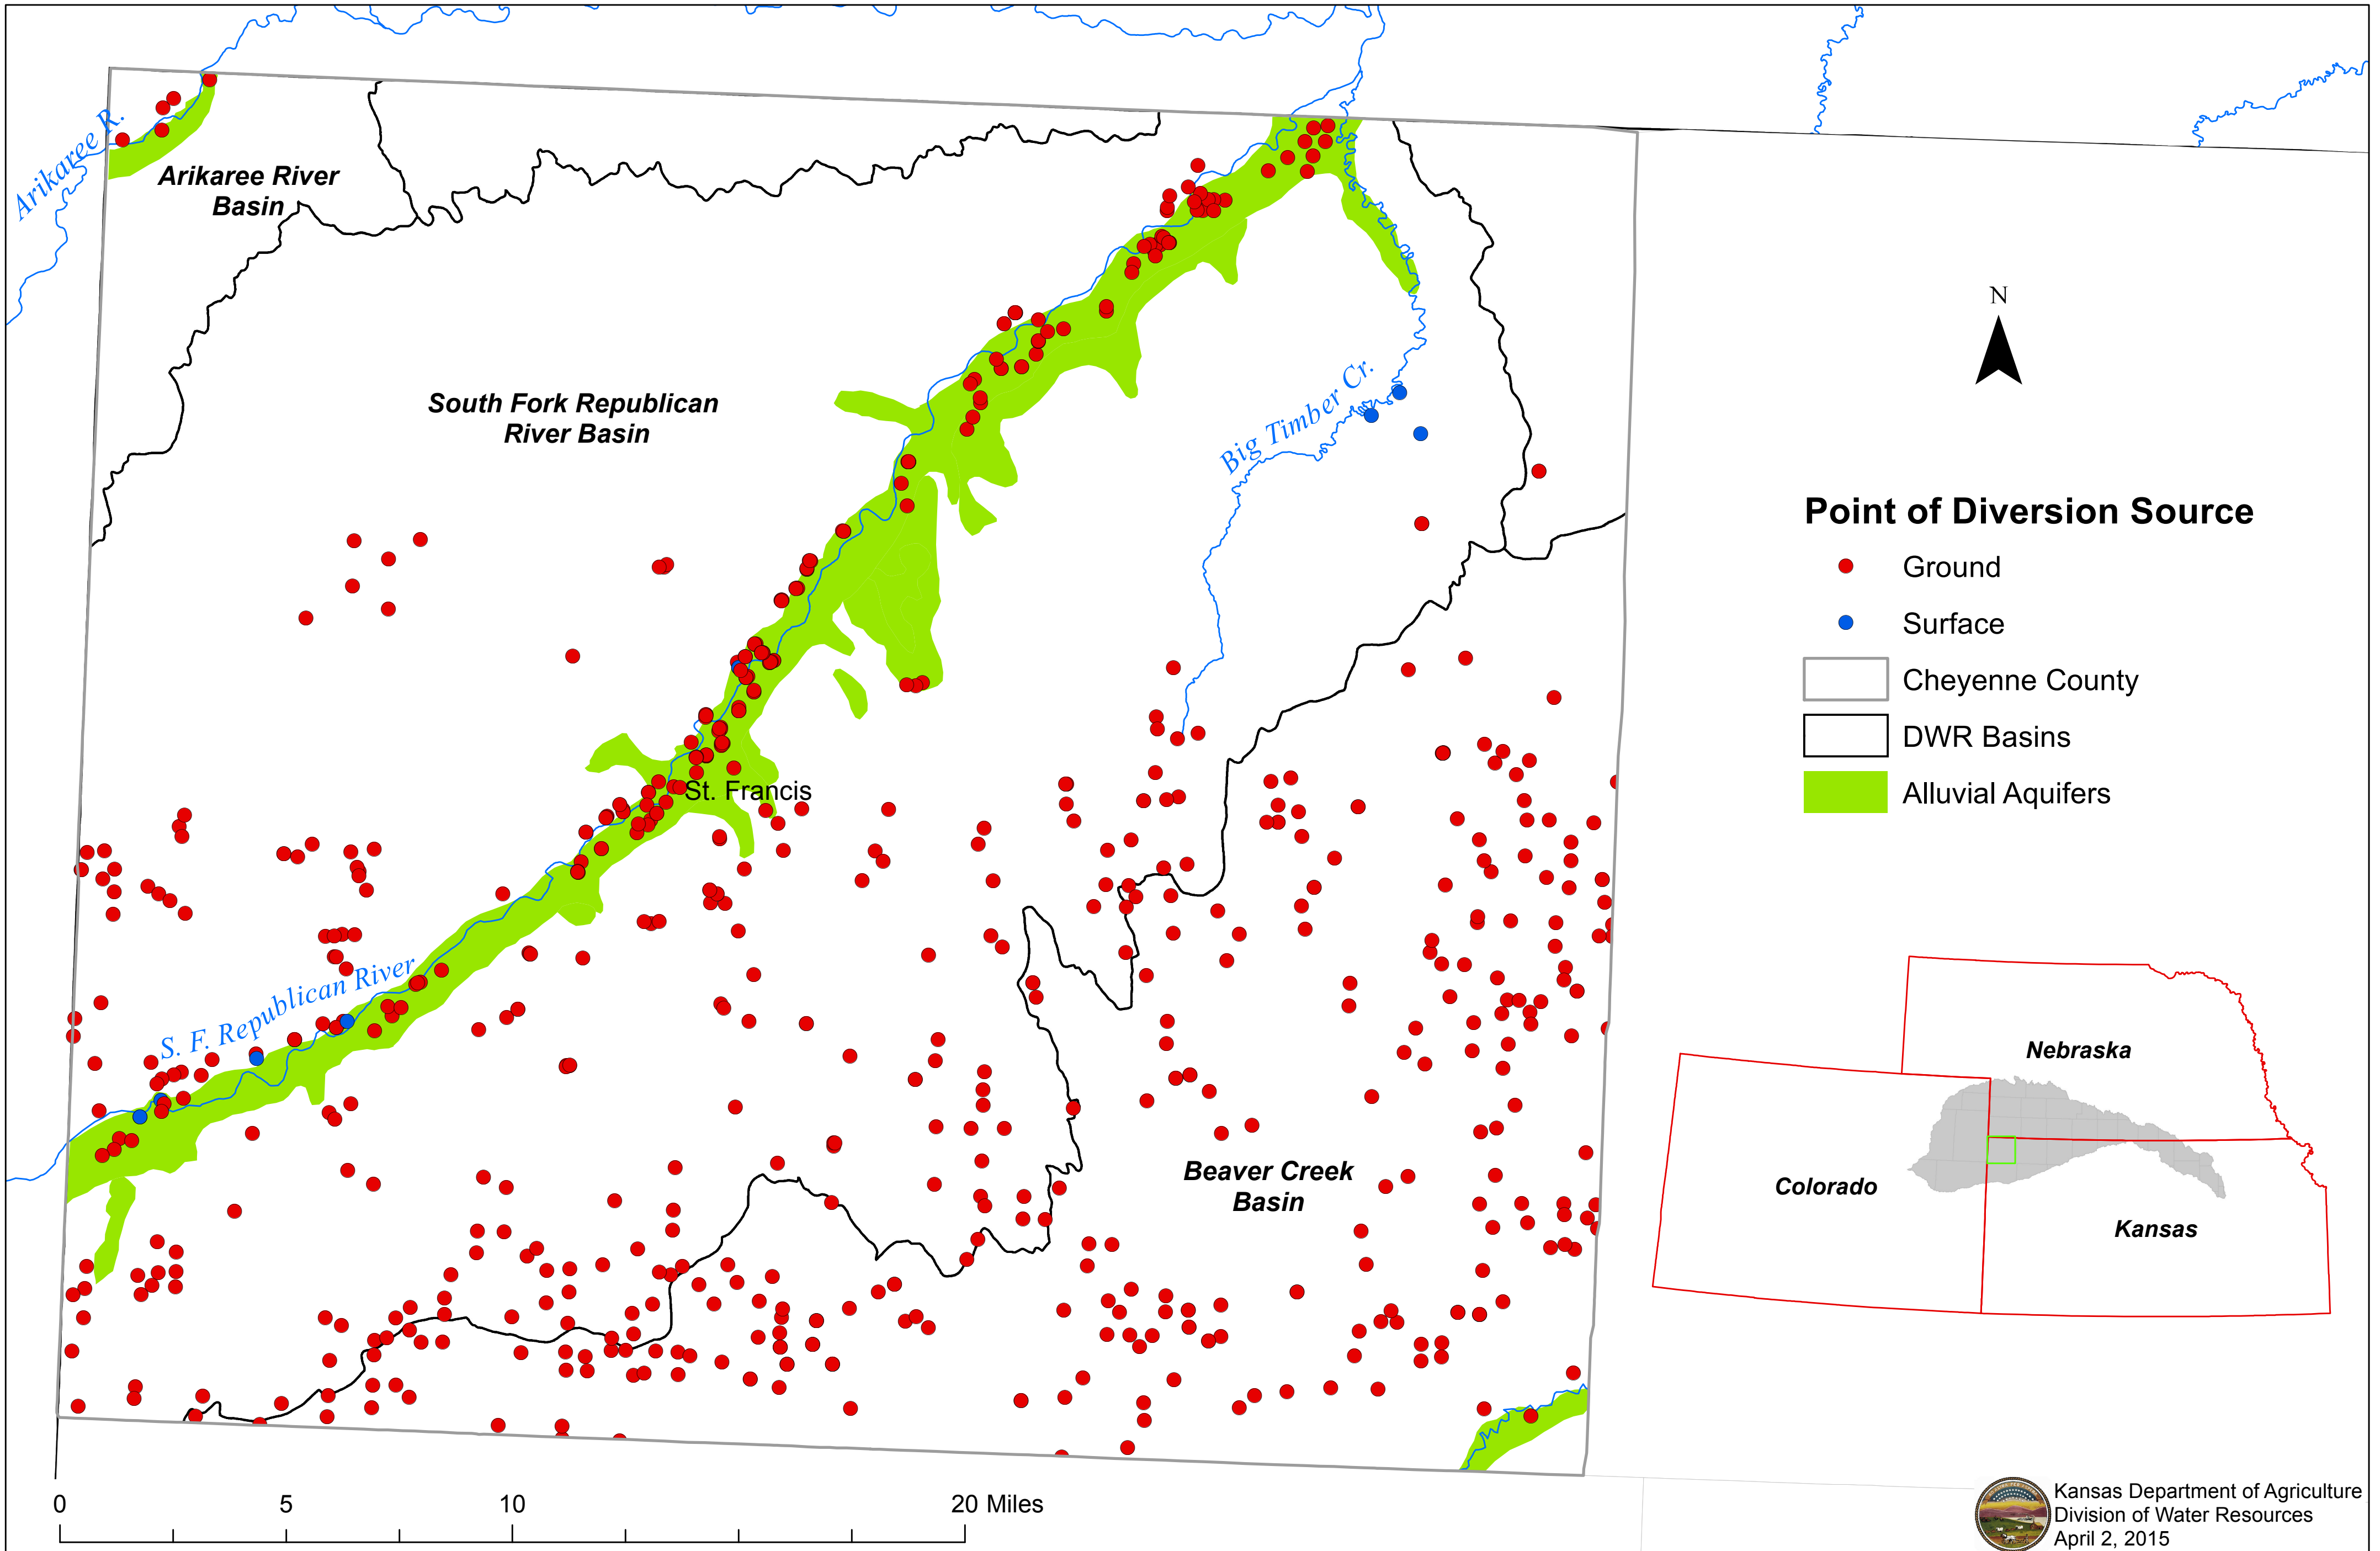 Arikaree R.
Arikaree River
Basin
South Fork Republican
River Basin
Big Timber Cr.
St. Francis
S. F. Republican River
Beaver Creek
Basin
N
Point of Diversion Source
Ground
Surface
Cheyenne County
DWR Basins
Alluvial Aquifers
Nebraska
Colorado
Kansas
0 5 10 20 Miles
Kansas Department of Agriculture
Division of Water Resources
April 2, 2015